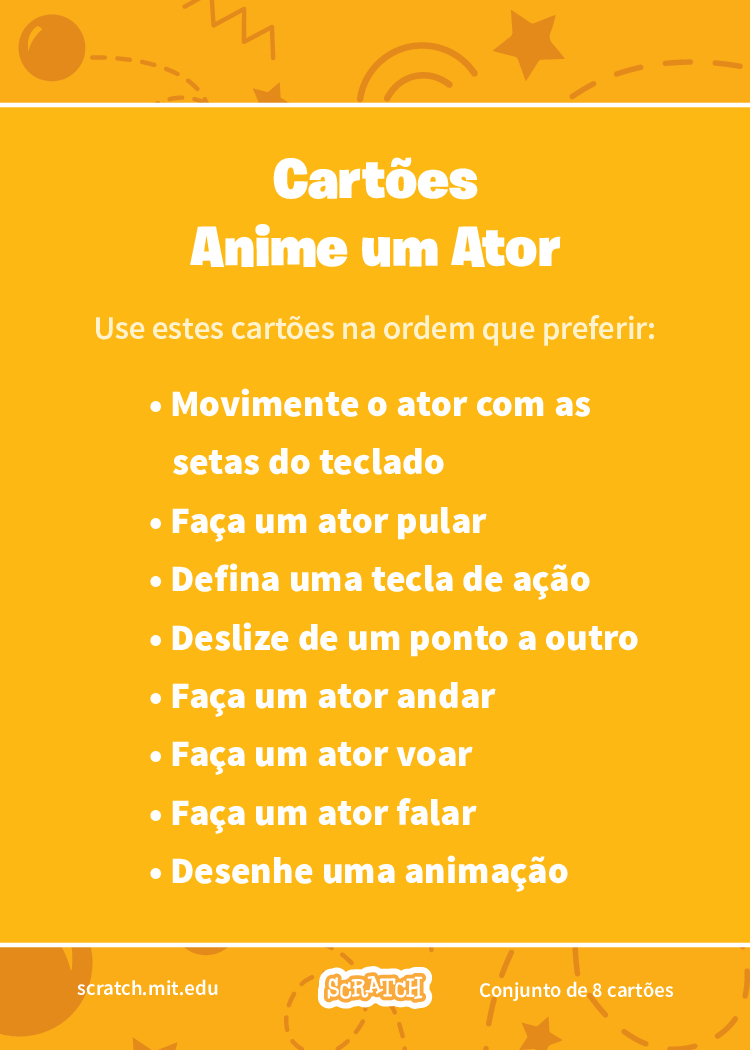 Cartões
Anime um Ator
Use estes cartões na ordem que preferir:
• Movimente o ator com as
setas do teclado
• Faça um ator pular
• Defina uma tecla de ação
• Deslize de um ponto a outro
• Faça um ator andar
• Faça um ator voar
• Faça um ator falar
• Desenhe uma animação
scratch.mit.edu
SCRATCH
Conjunto de 8 cartões